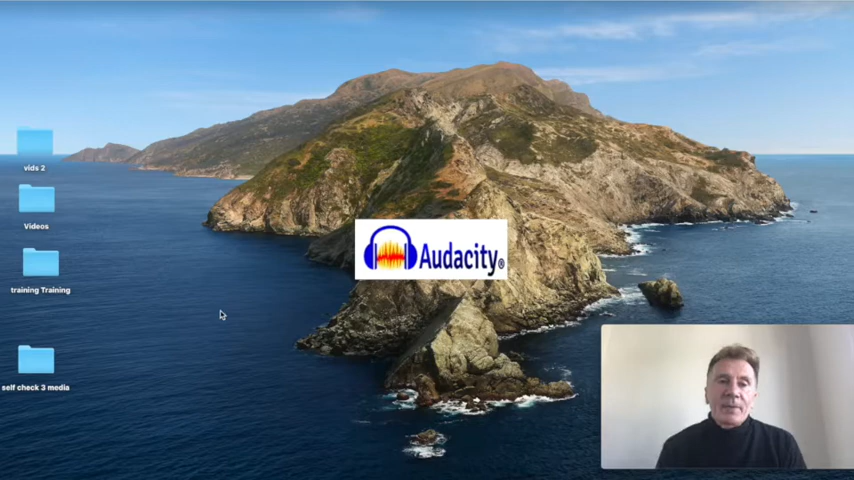 vids 2
Videos
training Training
self check 3 media
Audacity®